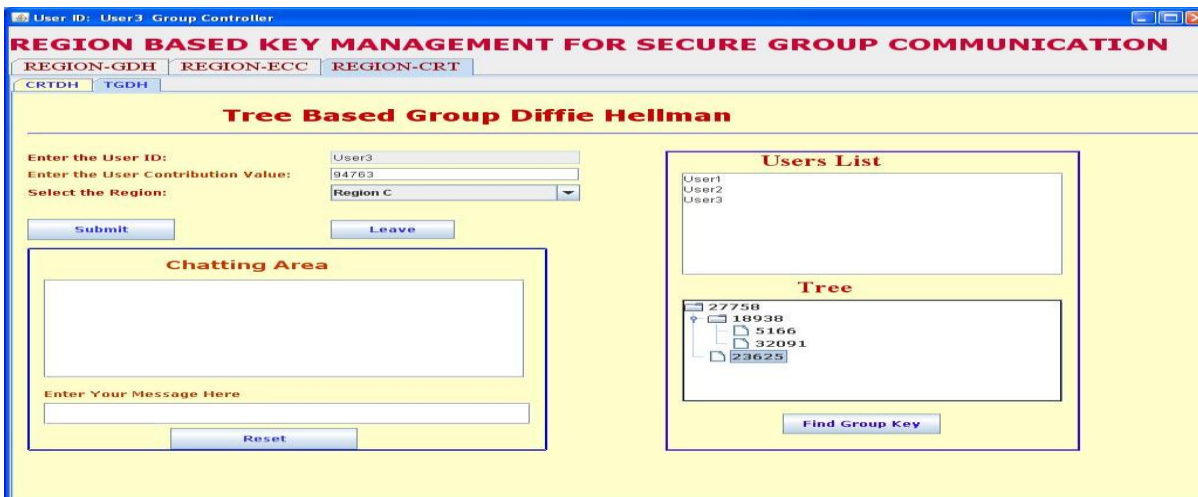 User ID: User3 Group Controller
REGION BASED KEY MANAGEMENT FOR SECURE GROUP COMMUNICATION
REGION-GDH REGION-ECC REGION-CRT
CRTDH TGDH
Tree Based Group Diffie Hellman
Enter the User ID: User3
Enter the User Contribution Value: 94763
Select the Region: Region C
Submit Leave
Chatting Area
Enter Your Message Here
Reset
Users List
User1
User2
User3
Tree
27758
18938
5166
32091
23625
Find Group Key